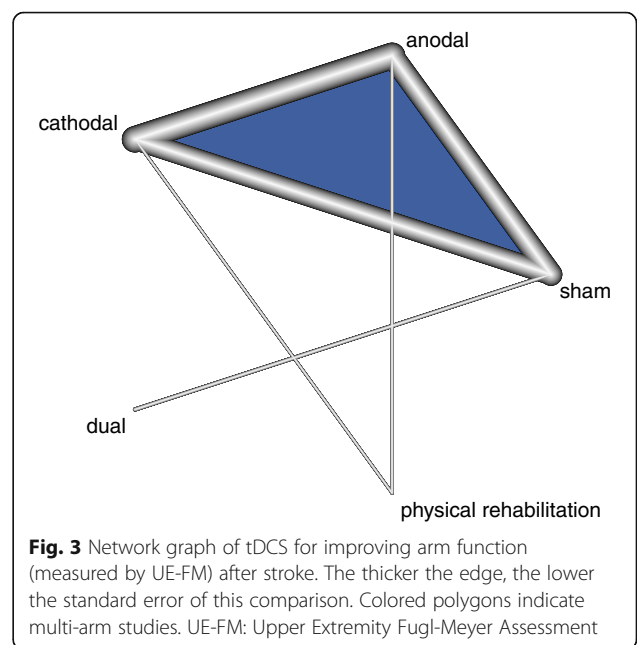 anodal
cathodal
sham
dual
physical rehabilitation
Fig. 3 Network graph of tDCS for improving arm function
(measured by UE-FM) after stroke. The thicker the edge, the lower
the standard error of this comparison. Colored polygons indicate
multi-arm studies. UE-FM: Upper Extremity Fugl-Meyer Assessment